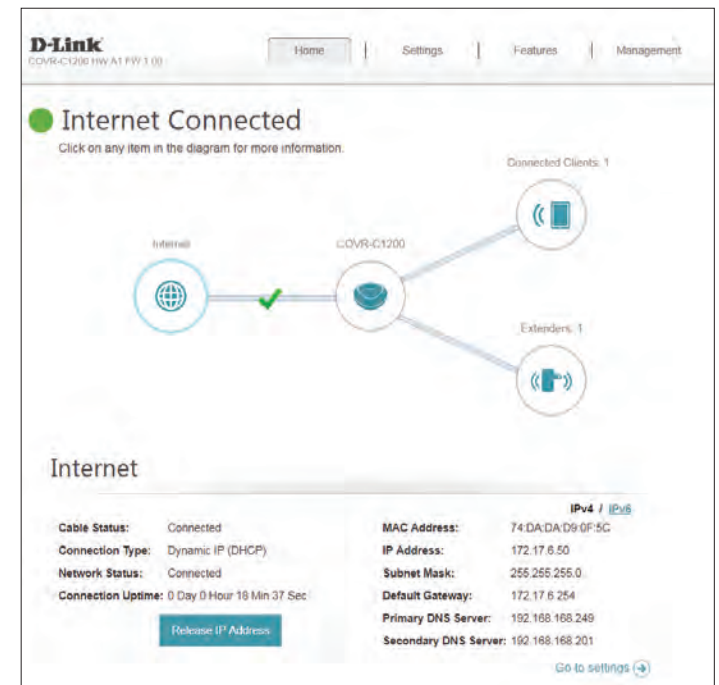 D-Link
COVR-C1200 HW A1 FW 1.00
Home | Settings | Features | Management
Internet Connected
Click on any item in the diagram for more information.
Connected Clients: 1
Internet
COVR-C1200
Extenders: 1
Internet
IPv4 / IPv6
Cable Status: Connected
MAC Address: 74:DA:DA:D9:0F:5C
Connection Type: Dynamic IP (DHCP)
IP Address: 172.17.6.50
Network Status: Connected
Subnet Mask: 255.255.255.0
Connection Uptime: 0 Day 0 Hour 18 Min 37 Sec
Default Gateway: 172.17.6.254
Release IP Address
Primary DNS Server: 192.168.168.249
Secondary DNS Server: 192.168.168.201
Go to settings